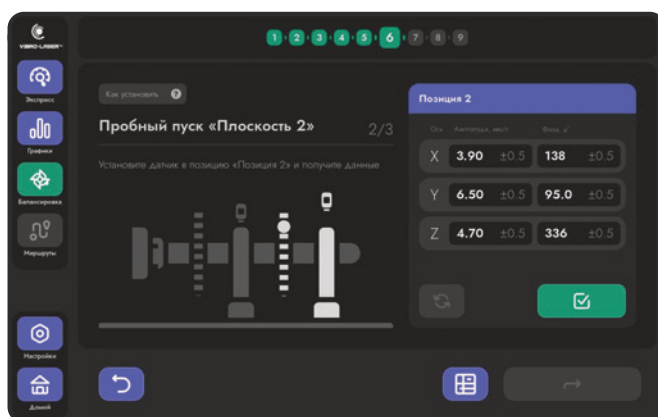 VIBRO-LASER™
1 2 3 4 5 6 7 8 9
Экспресс
Графики
Балансировка
Маршруты
Настройки
Домой
Как установить ?
Пробный пуск «Плоскость 2»
2/3
Установите датчик в позицию «Позиция 2» и получите данные
Позиция 2
Ось Амплитуда, мм/с Фаза, ∠°
X 3.90 ±0.5 138 ±0.5
Y 6.50 ±0.5 95.0 ±0.5
Z 4.70 ±0.5 336 ±0.5